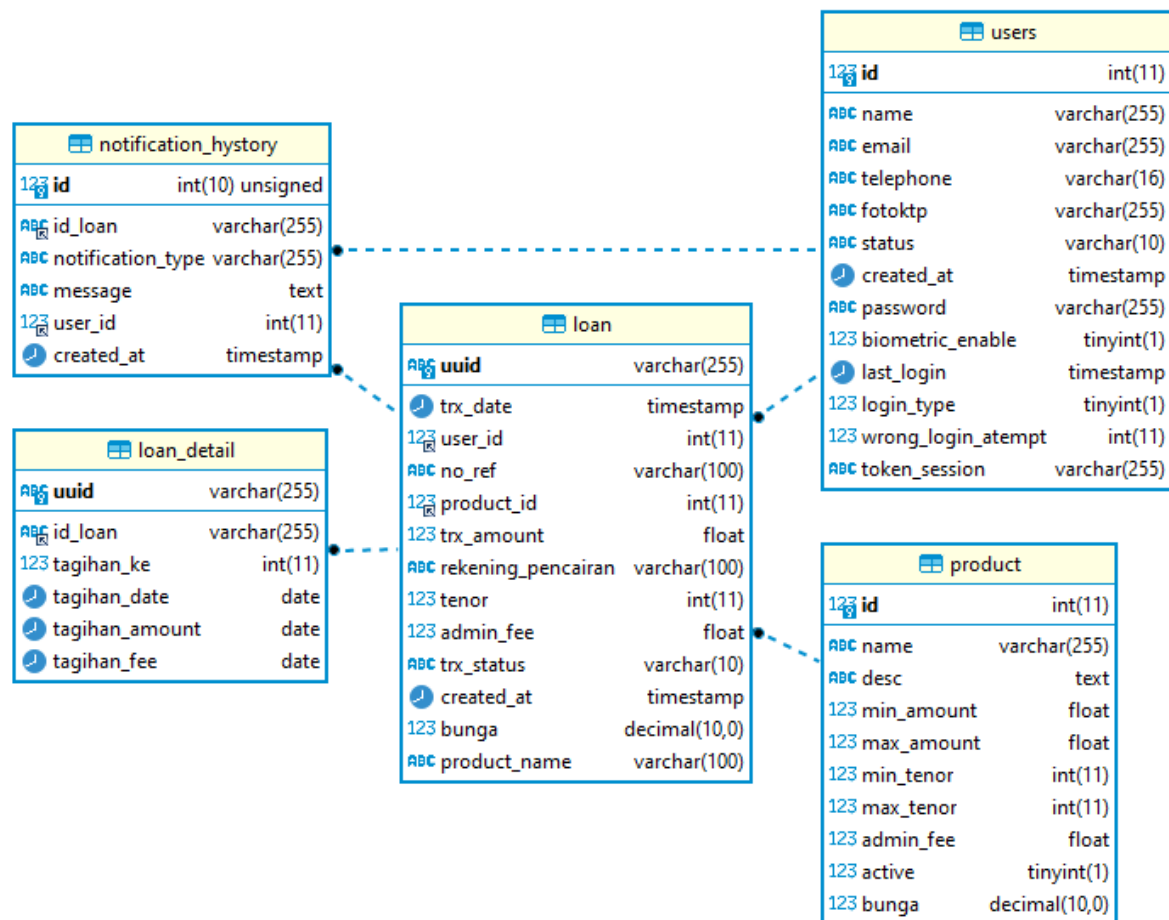 users
id int(11)
name varchar(255)
email varchar(255)
telephone varchar(16)
fotoktp varchar(255)
status varchar(10)
created_at timestamp
password varchar(255)
biometric_enable tinyint(1)
last_login timestamp
login_type tinyint(1)
wrong_login_atempt int(11)
token_session varchar(255)
notification_hystory
id int(10) unsigned
id_loan varchar(255)
notification_type varchar(255)
message text
user_id int(11)
created_at timestamp
loan
uuid varchar(255)
trx_date timestamp
user_id int(11)
no_ref varchar(100)
product_id int(11)
trx_amount float
rekening_pencairan varchar(100)
tenor int(11)
admin_fee float
trx_status varchar(10)
created_at timestamp
bunga decimal(10,0)
product_name varchar(100)
loan_detail
uuid varchar(255)
id_loan varchar(255)
tagihan_ke int(11)
tagihan_date date
tagihan_amount date
tagihan_fee date
product
id int(11)
name varchar(255)
desc text
min_amount float
max_amount float
min_tenor int(11)
max_tenor int(11)
admin_fee float
active tinyint(1)
bunga decimal(10,0)